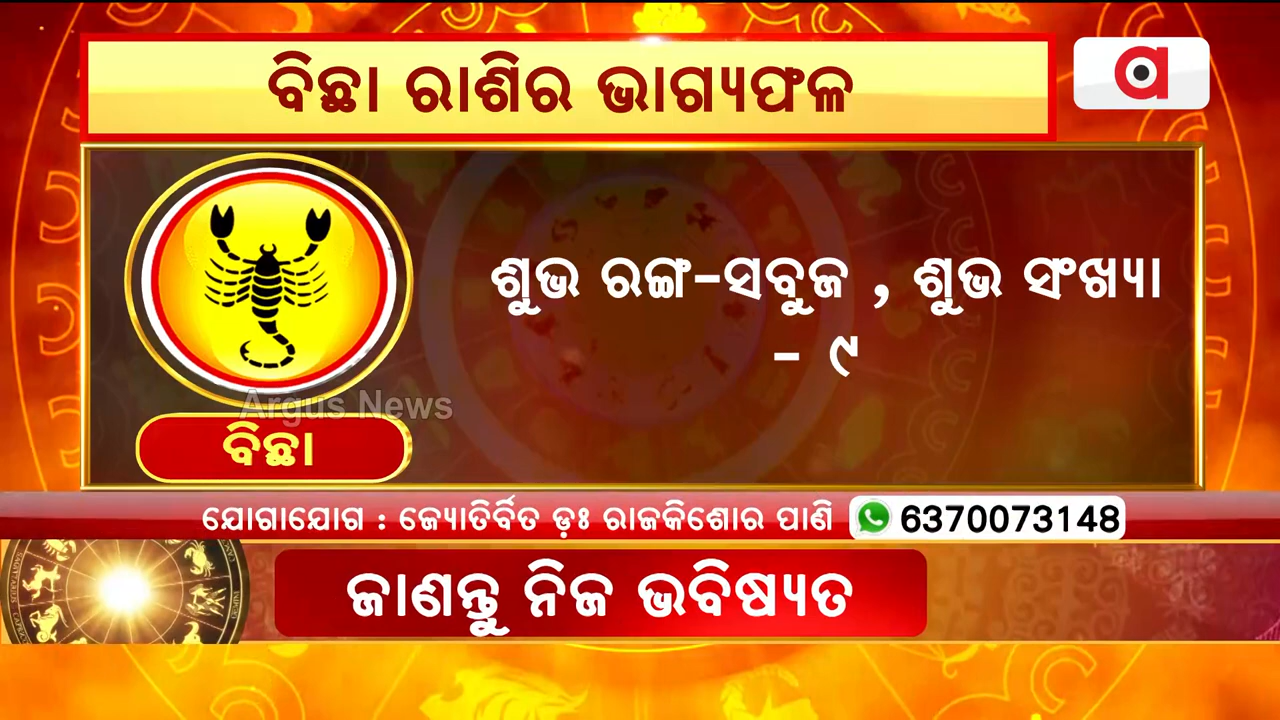 ବିଛା ରାଶିର ଭାଗ୍ୟଫଳ
a
ଶୁଭ ରଙ୍ଗ-ସବୁଜ , ଶୁଭ ସଂଖ୍ୟା
- ୯
Argus News
ବିଛା
ଯୋଗାଯୋଗ : ଜ୍ୟୋତିର୍ବିତ ଡ଼ଃ ରାଜକିଶୋର ପାଣି 6370073148
ଜାଣନ୍ତୁ ନିଜ ଭବିଷ୍ୟତ